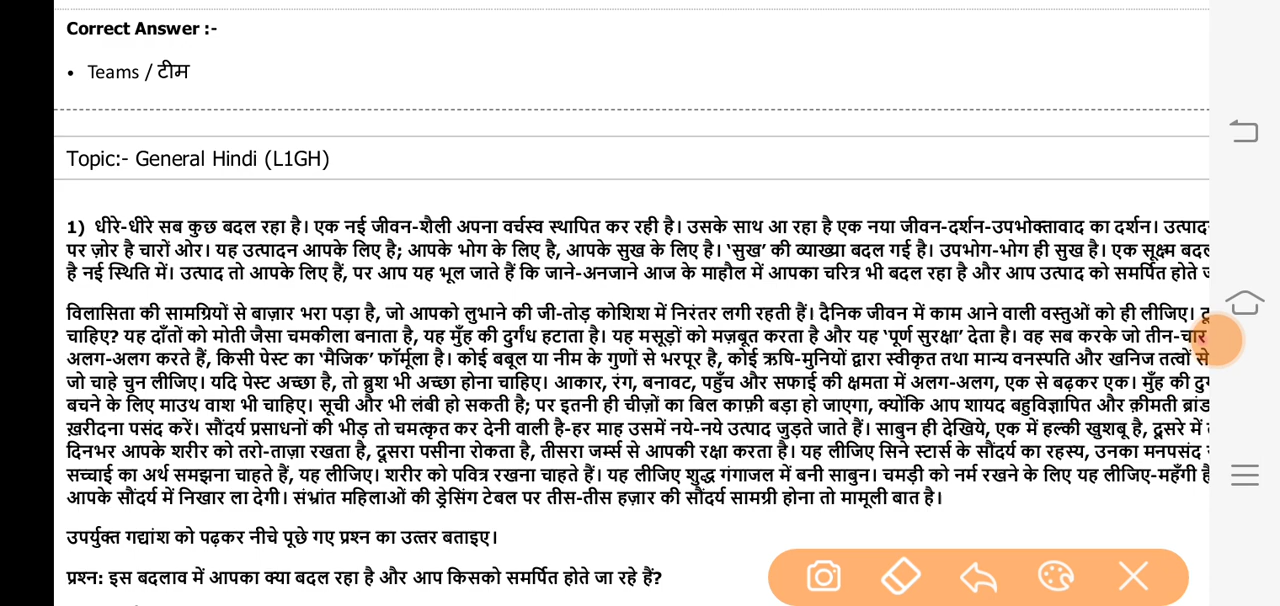 Correct Answer :-
• Teams / टीम
Topic:- General Hindi (L1GH)
1) धीरे-धीरे सब कुछ बदल रहा है। एक नई जीवन-शैली अपना वर्चस्व स्थापित कर रही है। उसके साथ आ रहा है एक नया जीवन-दर्शन-उपभोक्तावाद का दर्शन। उत्पाद
पर ज़ोर है चारों ओर। यह उत्पादन आपके लिए है; आपके भोग के लिए है, आपके सुख के लिए है। 'सुख' की व्याख्या बदल गई है। उपभोग-भोग ही सुख है। एक सूक्ष्म बदल
है नई स्थिति में। उत्पाद तो आपके लिए हैं, पर आप यह भूल जाते हैं कि जाने-अनजाने आज के माहौल में आपका चरित्र भी बदल रहा है और आप उत्पाद को समर्पित होते
विलासिता की सामग्रियों से बाज़ार भरा पड़ा है, जो आपको लुभाने की जी-तोड़ कोशिश में निरंतर लगी रहती हैं। दैनिक जीवन में काम आने वाली वस्तुओं को ही लीजिए।
चाहिए? यह दाँतों को मोती जैसा चमकीला बनाता है, यह मुँह की दुर्गंध हटाता है। यह मसूड़ों को मज़बूत करता है और यह 'पूर्ण सुरक्षा' देता है। वह सब करके जो तीन-चार
अलग-अलग करते हैं, किसी पेस्ट का 'मैजिक' फॉर्मूला है। कोई बबूल या नीम के गुणों से भरपूर है, कोई ऋषि-मुनियों द्वारा स्वीकृत तथा मान्य वनस्पति और खनिज तत्वों से
जो चाहे चुन लीजिए। यदि पेस्ट अच्छा है, तो ब्रुश भी अच्छा होना चाहिए। आकार, रंग, बनावट, पहुँच और सफाई की क्षमता में अलग-अलग, एक से बढ़कर एक। मुँह की
बचने के लिए माउथ वाश भी चाहिए। सूची और भी लंबी हो सकती है; पर इतनी ही चीज़ों का बिल काफ़ी बड़ा हो जाएगा, क्योंकि आप शायद बहुविज्ञापित और क़ीमती ब्रांड
ख़रीदना पसंद करें। सौंदर्य प्रसाधनों की भीड़ तो चमत्कृत कर देनी वाली है-हर माह उसमें नये-नये उत्पाद जुड़ते जाते हैं। साबुन ही देखिये, एक में हल्की खुशबू है, दूसरे में
दिनभर आपके शरीर को तरो-ताज़ा रखता है, दूसरा पसीना रोकता है, तीसरा जर्म्स से आपकी रक्षा करता है। यह लीजिए सिने स्टार्स के सौंदर्य का रहस्य, उनका मनपसंद
सच्चाई का अर्थ समझना चाहते हैं, यह लीजिए। शरीर को पवित्र रखना चाहते हैं। यह लीजिए शुद्ध गंगाजल में बनी साबुन। चमड़ी को नर्म रखने के लिए यह लीजिए-महँगी
आपके सौंदर्य में निखार ला देगी। संभ्रांत महिलाओं की ड्रेसिंग टेबल पर तीस-तीस हज़ार की सौंदर्य सामग्री होना तो मामूली बात है।
उपर्युक्त गद्यांश को पढ़कर नीचे पूछे गए प्रश्न का उत्तर बताइए।
प्रश्न: इस बदलाव में आपका क्या बदल रहा है और आप किसको समर्पित होते जा रहे हैं?